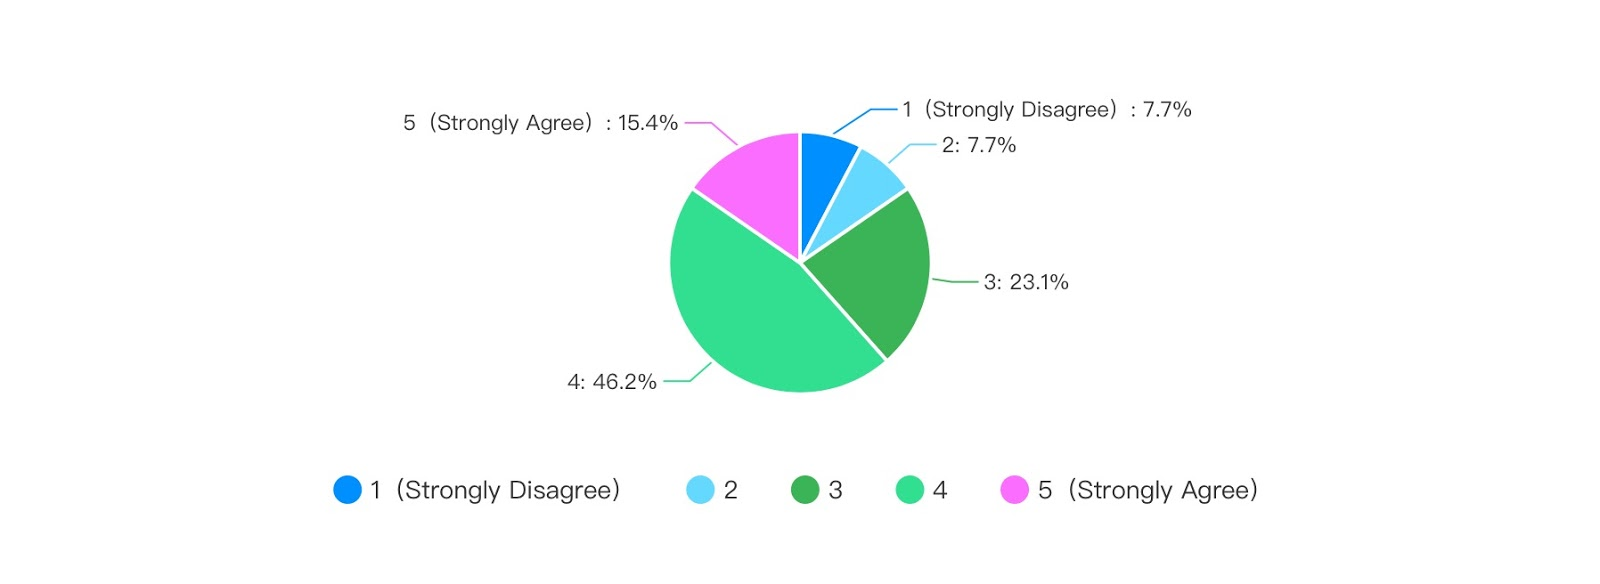 1（Strongly Disagree）: 7.7%
5（Strongly Agree）: 15.4%
2: 7.7%
3: 23.1%
4: 46.2%
1（Strongly Disagree） 2 3 4 5（Strongly Agree）